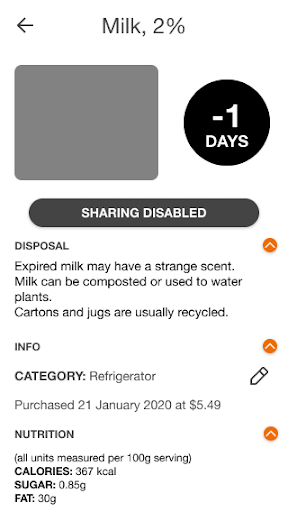 Milk, 2%
-1
DAYS
SHARING DISABLED
DISPOSAL
Expired milk may have a strange scent.
Milk can be composted or used to water
plants.
Cartons and jugs are usually recycled.
INFO
CATEGORY: Refrigerator
Purchased 21 January 2020 at $5.49
NUTRITION
(all units measured per 100g serving)
CALORIES: 367 kcal
SUGAR: 0.85g
FAT: 30g